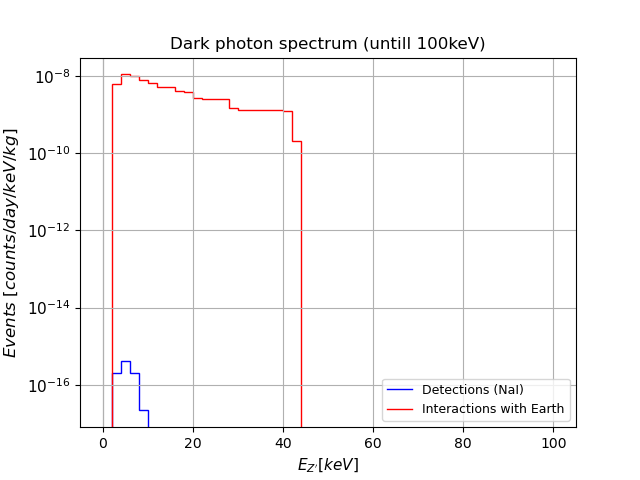 Dark photon spectrum (untill 100keV)
Events [counts/day/keV/kg]
10⁻⁸
10⁻¹⁰
10⁻¹²
10⁻¹⁴
10⁻¹⁶
Detections (NaI)
Interactions with Earth
0 20 40 60 80 100
E_{Z'}[keV]